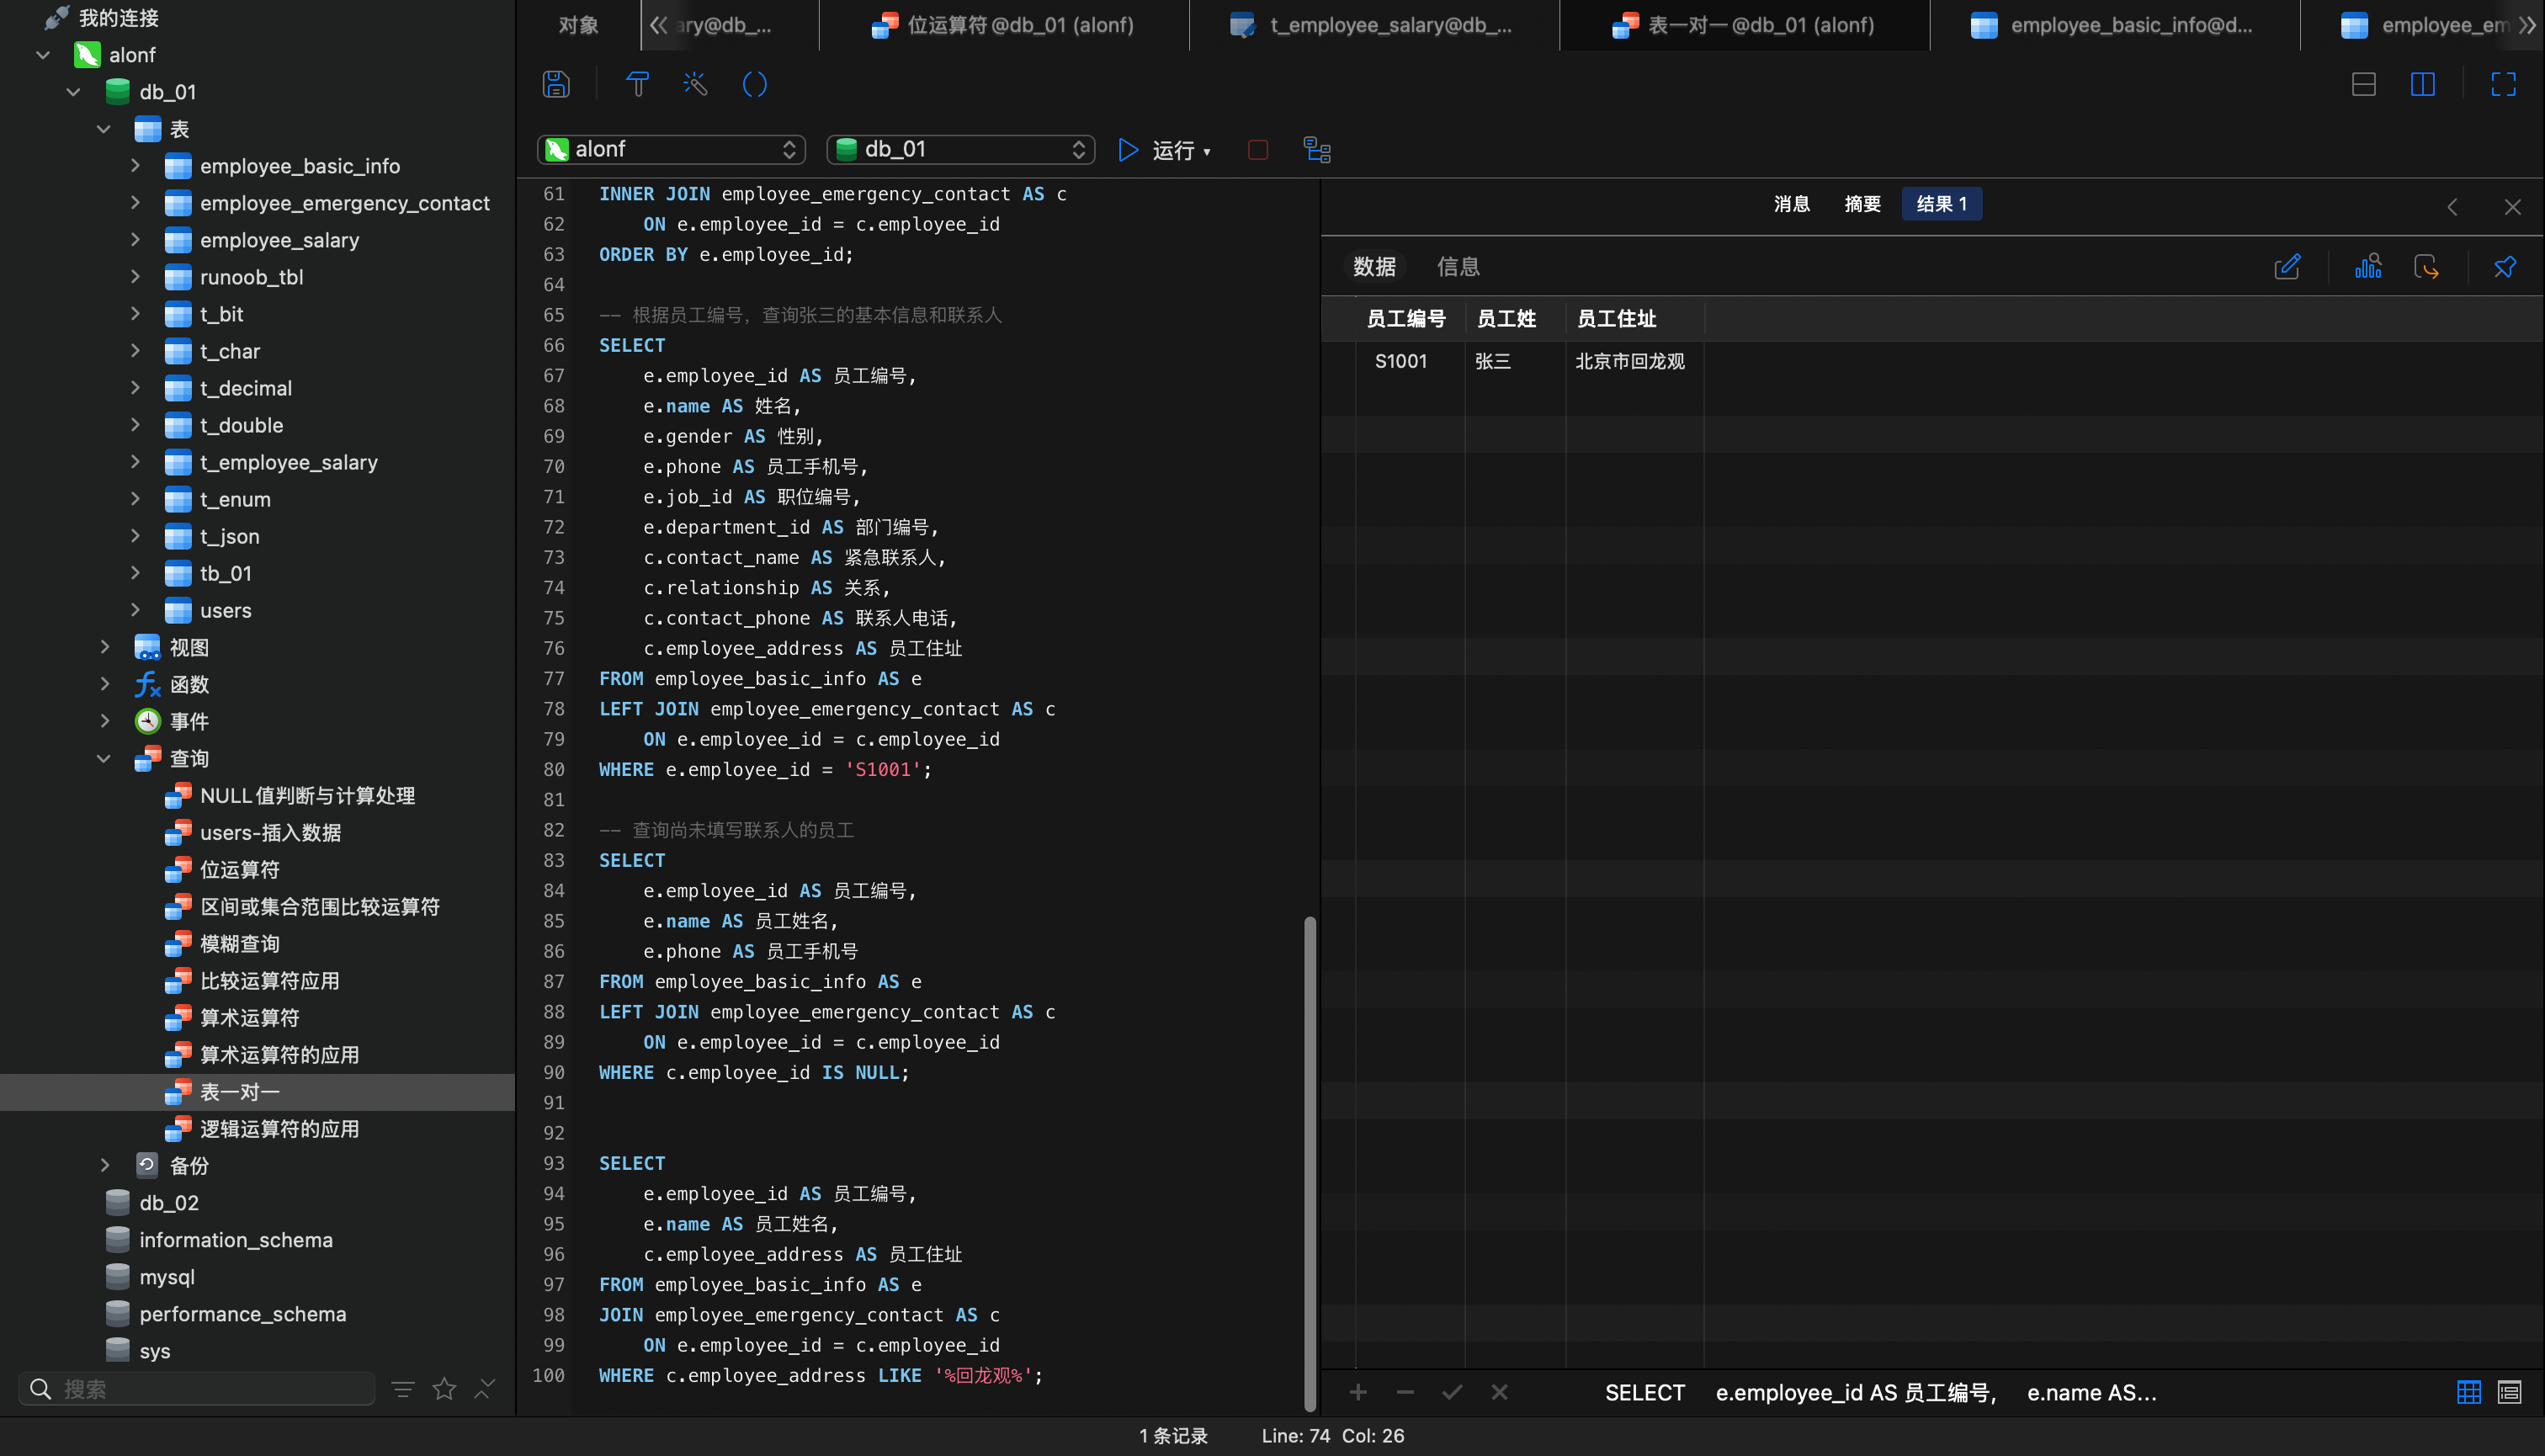 我的连接
alonf
db_01
表
employee_basic_info
employee_emergency_contact
employee_salary
runoob_tbl
t_bit
t_char
t_decimal
t_double
t_employee_salary
t_enum
t_json
tb_01
users
视图
函数
事件
查询
NULL值判断与计算处理
users-插入数据
位运算符
区间或集合范围比较运算符
模糊查询
比较运算符应用
算术运算符
算术运算符的应用
表一对一
逻辑运算符的应用
备份
db_02
information_schema
mysql
performance_schema
sys
搜索
对象
ary@db_...
位运算符@db_01 (alonf)
t_employee_salary@db_...
表一对一@db_01 (alonf)
employee_basic_info@d...
employee_em
alonf
db_01
运行
61 INNER JOIN employee_emergency_contact AS c
62     ON e.employee_id = c.employee_id
63 ORDER BY e.employee_id;
64
65 -- 根据员工编号，查询张三的基本信息和联系人
66 SELECT
67     e.employee_id AS 员工编号,
68     e.name AS 姓名,
69     e.gender AS 性别,
70     e.phone AS 员工手机号,
71     e.job_id AS 职位编号,
72     e.department_id AS 部门编号,
73     c.contact_name AS 紧急联系人,
74     c.relationship AS 关系,
75     c.contact_phone AS 联系人电话,
76     c.employee_address AS 员工住址
77 FROM employee_basic_info AS e
78 LEFT JOIN employee_emergency_contact AS c
79     ON e.employee_id = c.employee_id
80 WHERE e.employee_id = 'S1001';
81
82 -- 查询尚未填写联系人的员工
83 SELECT
84     e.employee_id AS 员工编号,
85     e.name AS 员工姓名,
86     e.phone AS 员工手机号
87 FROM employee_basic_info AS e
88 LEFT JOIN employee_emergency_contact AS c
89     ON e.employee_id = c.employee_id
90 WHERE c.employee_id IS NULL;
91
92
93 SELECT
94     e.employee_id AS 员工编号,
95     e.name AS 员工姓名,
96     c.employee_address AS 员工住址
97 FROM employee_basic_info AS e
98 JOIN employee_emergency_contact AS c
99     ON e.employee_id = c.employee_id
100 WHERE c.employee_address LIKE '%回龙观%';
消息 摘要 结果 1
数据 信息
员工编号 员工姓 员工住址
S1001 张三 北京市回龙观
SELECT e.employee_id AS 员工编号, e.name AS...
1 条记录 Line: 74 Col: 26